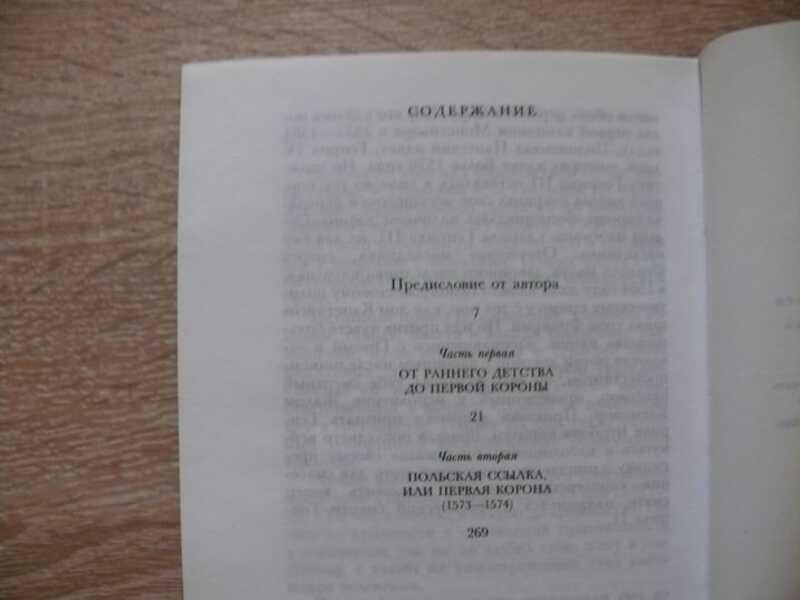 СОДЕРЖАНИЕ
Предисловие от автора
7
Часть первая
ОТ РАННЕГО ДЕТСТВА
ДО ПЕРВОЙ КОРОНЫ
21
Часть вторая
ПОЛЬСКАЯ ССЫЛКА,
ИЛИ ПЕРВАЯ КОРОНА
(1573—1574)
269